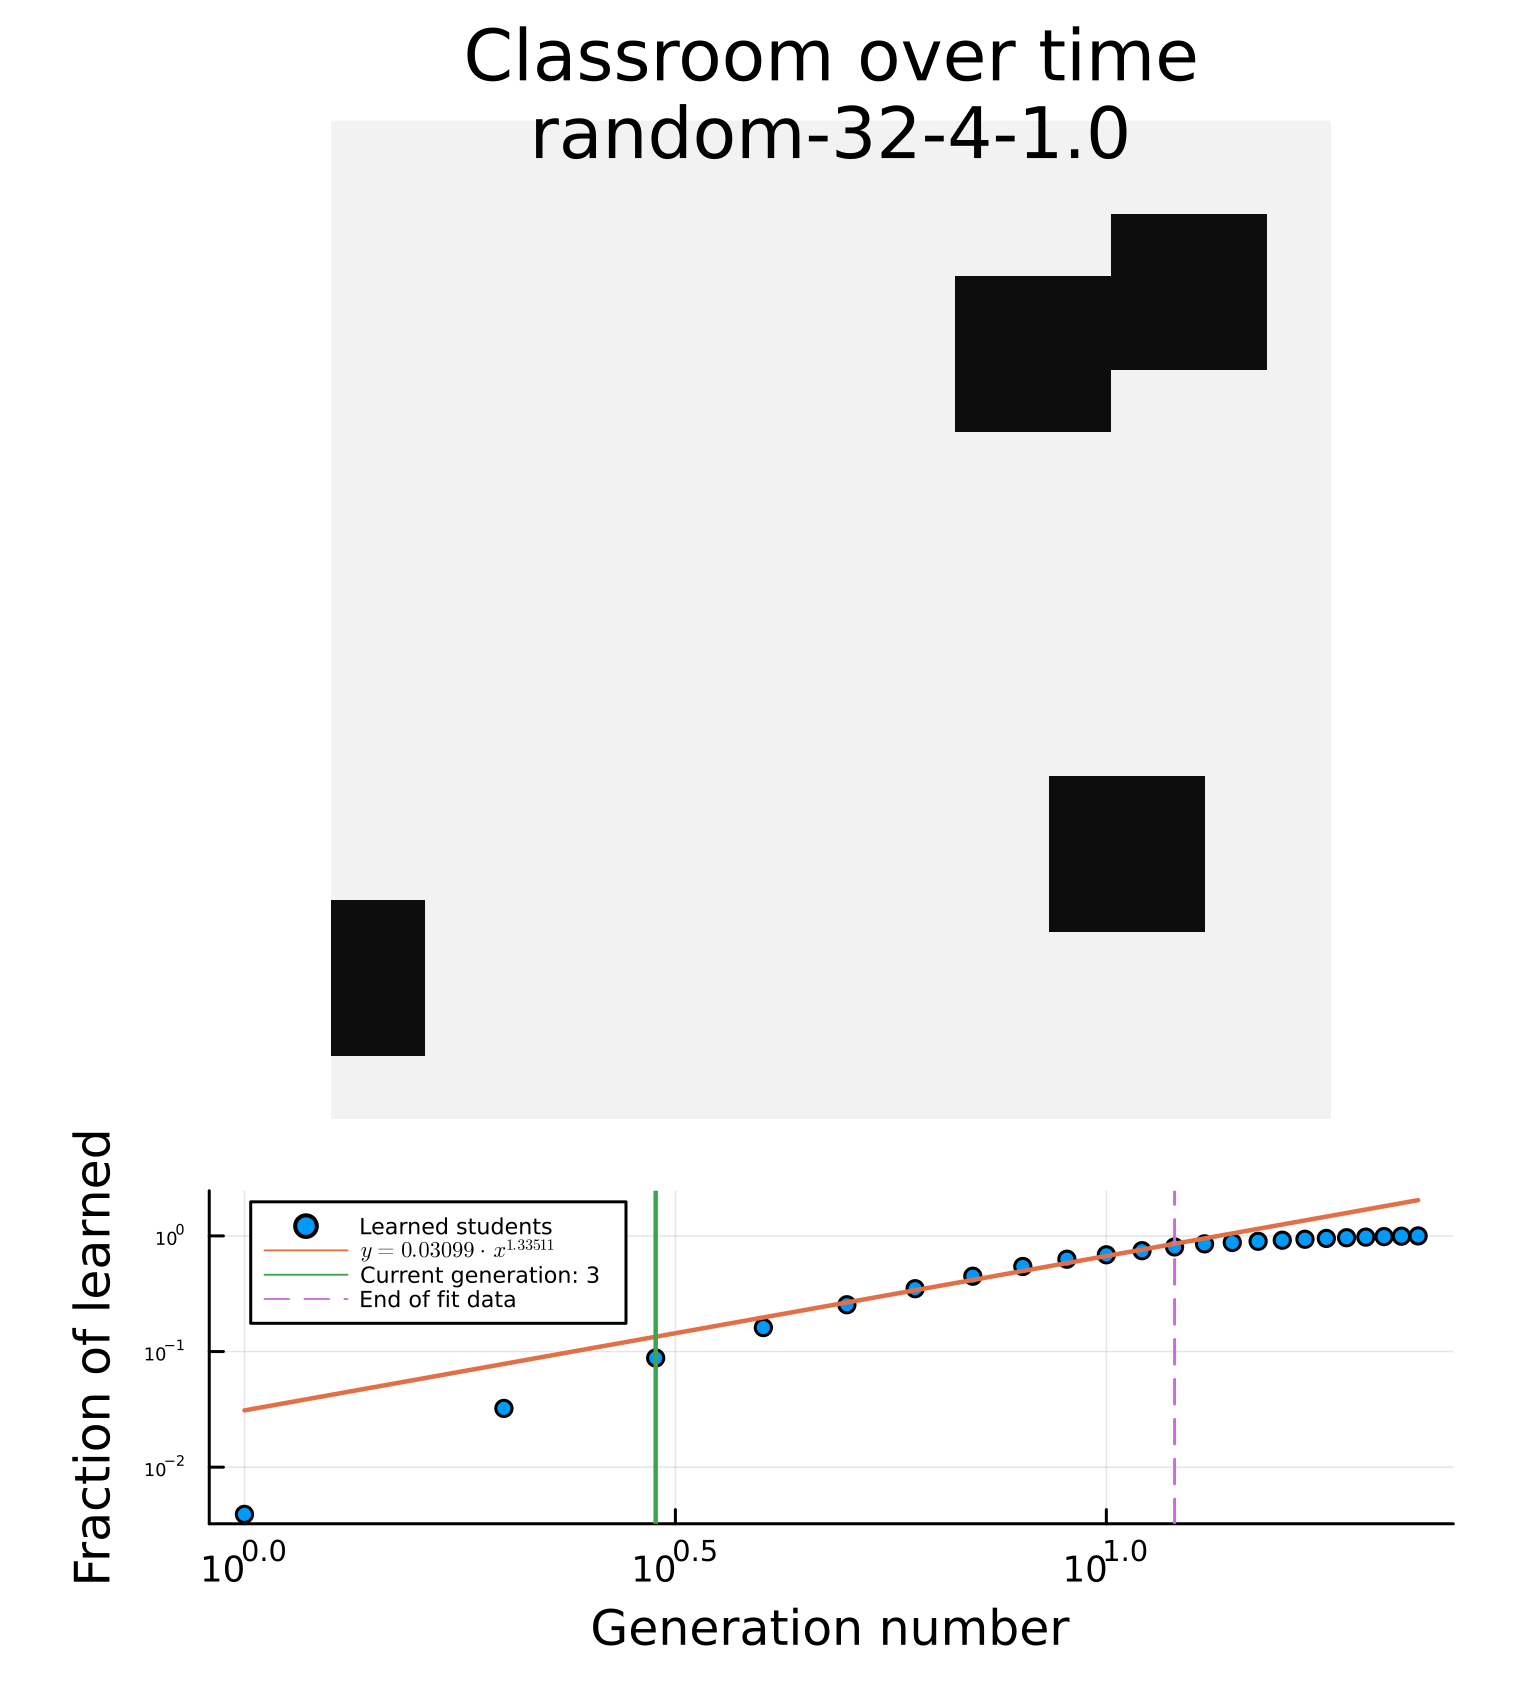 Classroom over time
random-32-4-1.0
Fraction of learned
10^0
10^−1
10^−2
Learned students
y = 0.03099 · x^1.33511
Current generation: 3
End of fit data
10^0.0 10^0.5 10^1.0
Generation number